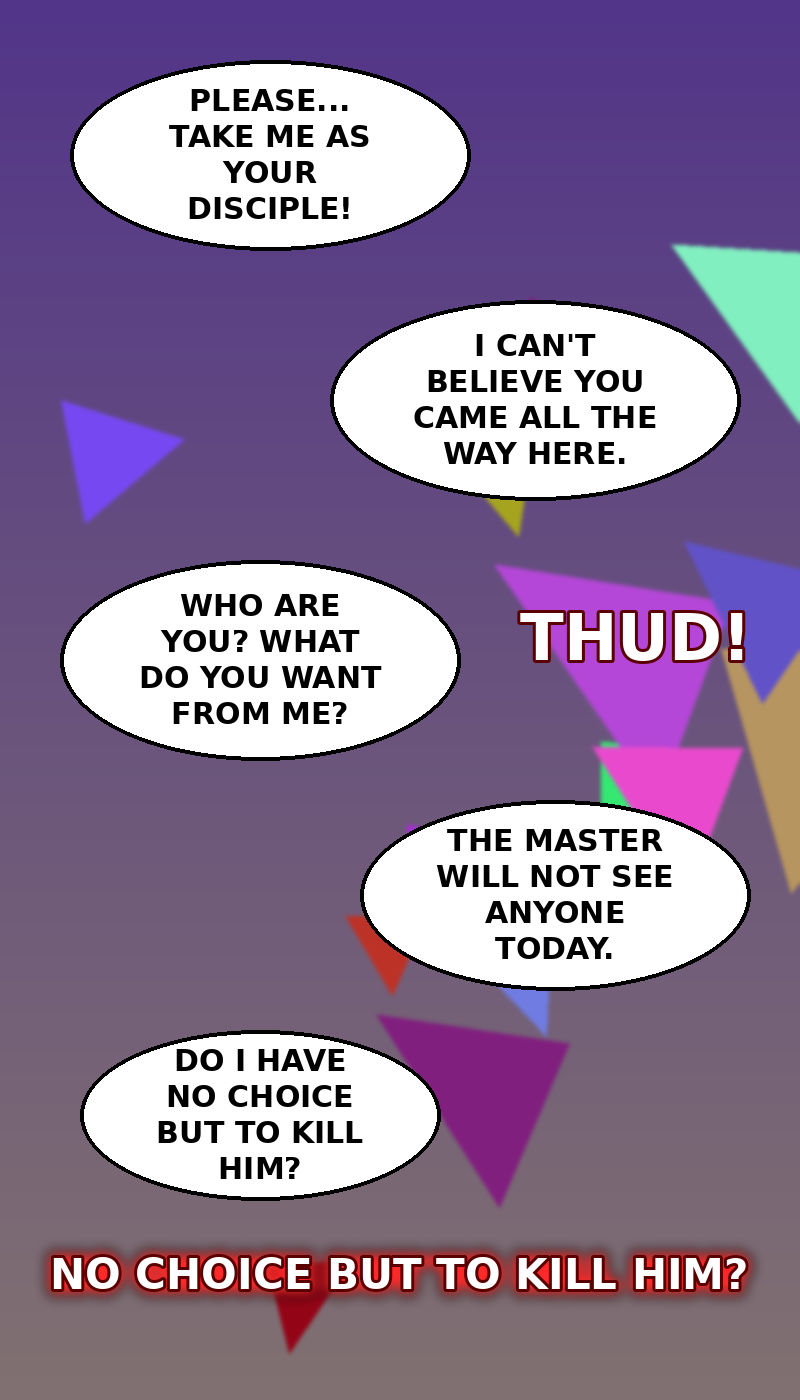 PLEASE...
TAKE ME AS
YOUR
DISCIPLE!
I CAN'T
BELIEVE YOU
CAME ALL THE
WAY HERE.
WHO ARE
YOU? WHAT
DO YOU WANT
FROM ME?
THUD!
THE MASTER
WILL NOT SEE
ANYONE
TODAY.
DO I HAVE
NO CHOICE
BUT TO KILL
HIM?
NO CHOICE BUT TO KILL HIM?